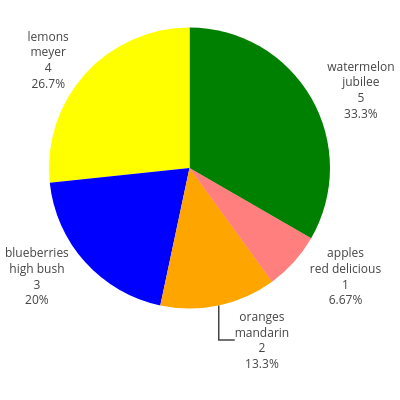 lemons
meyer
4
26.7%
watermelon
jubilee
5
33.3%
blueberries
high bush
3
20%
apples
red delicious
1
6.67%
oranges
mandarin
2
13.3%